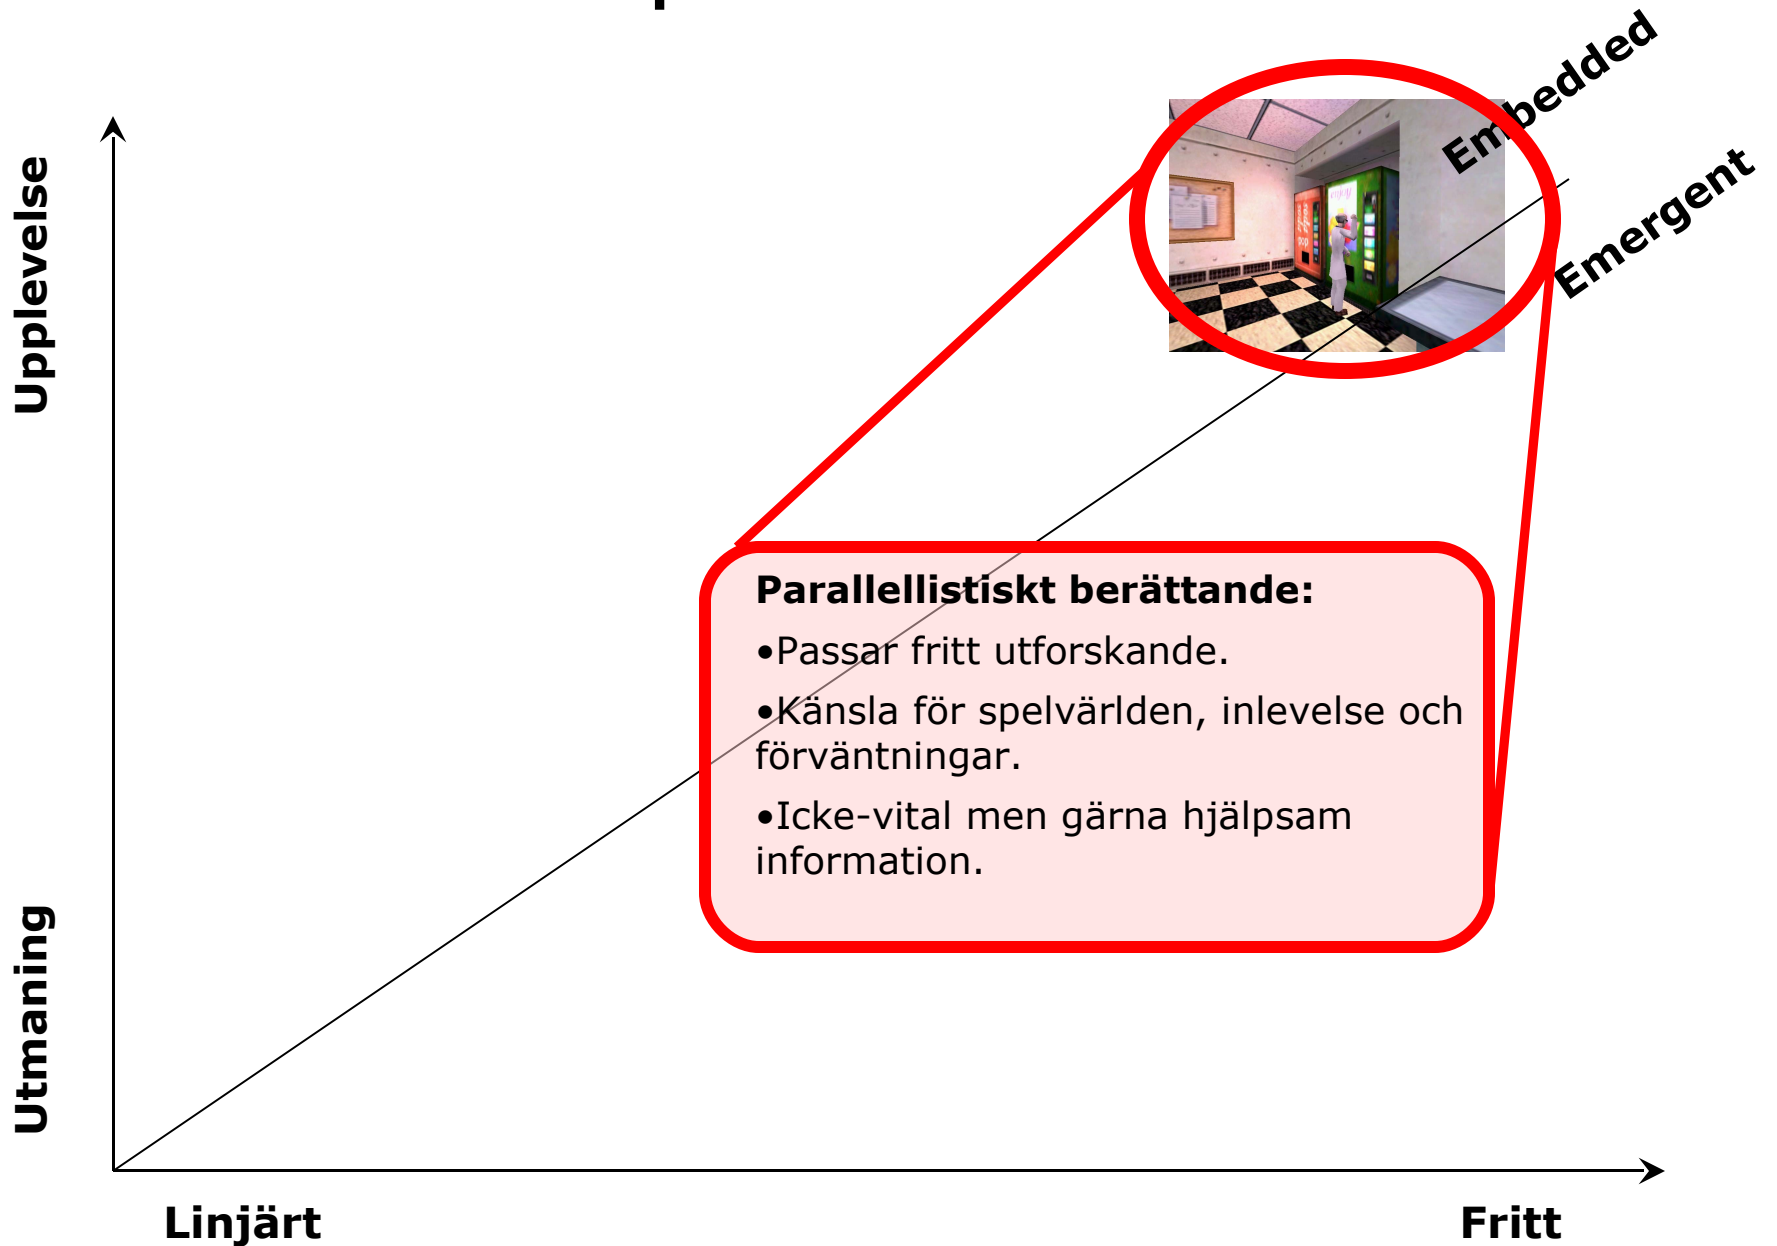 Embedded
Emergent
Upplevelse
Parallellistiskt berättande:
•Passar fritt utforskande.
•Känsla för spelvärlden, inlevelse och
förväntningar.
•Icke-vital men gärna hjälpsam
information.
Utmaning
Linjärt
Fritt